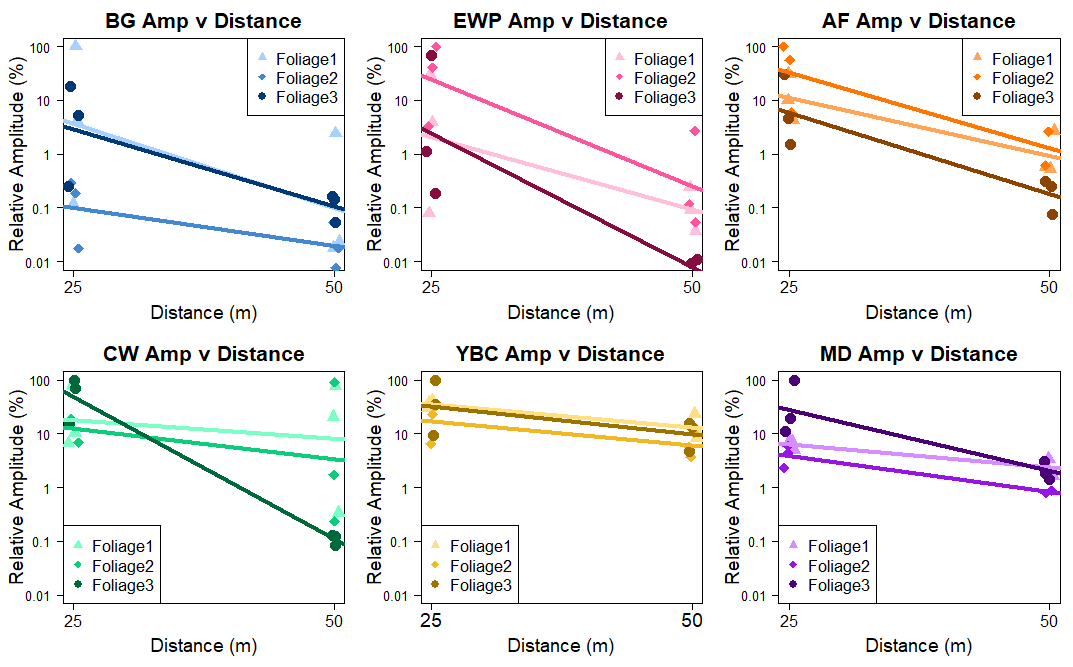 BG Amp v Distance
Relative Amplitude (%)
100
10
1
0.1
0.01
Foliage1
Foliage2
Foliage3
25
50
Distance (m)
EWP Amp v Distance
Relative Amplitude (%)
100
10
1
0.1
0.01
Foliage1
Foliage2
Foliage3
25
50
Distance (m)
AF Amp v Distance
Relative Amplitude (%)
100
10
1
0.1
0.01
Foliage1
Foliage2
Foliage3
25
50
Distance (m)
CW Amp v Distance
Relative Amplitude (%)
100
10
1
0.1
0.01
Foliage1
Foliage2
Foliage3
25
50
Distance (m)
YBC Amp v Distance
Relative Amplitude (%)
100
10
1
0.1
0.01
Foliage1
Foliage2
Foliage3
25
50
Distance (m)
MD Amp v Distance
Relative Amplitude (%)
100
10
1
0.1
0.01
Foliage1
Foliage2
Foliage3
25
50
Distance (m)